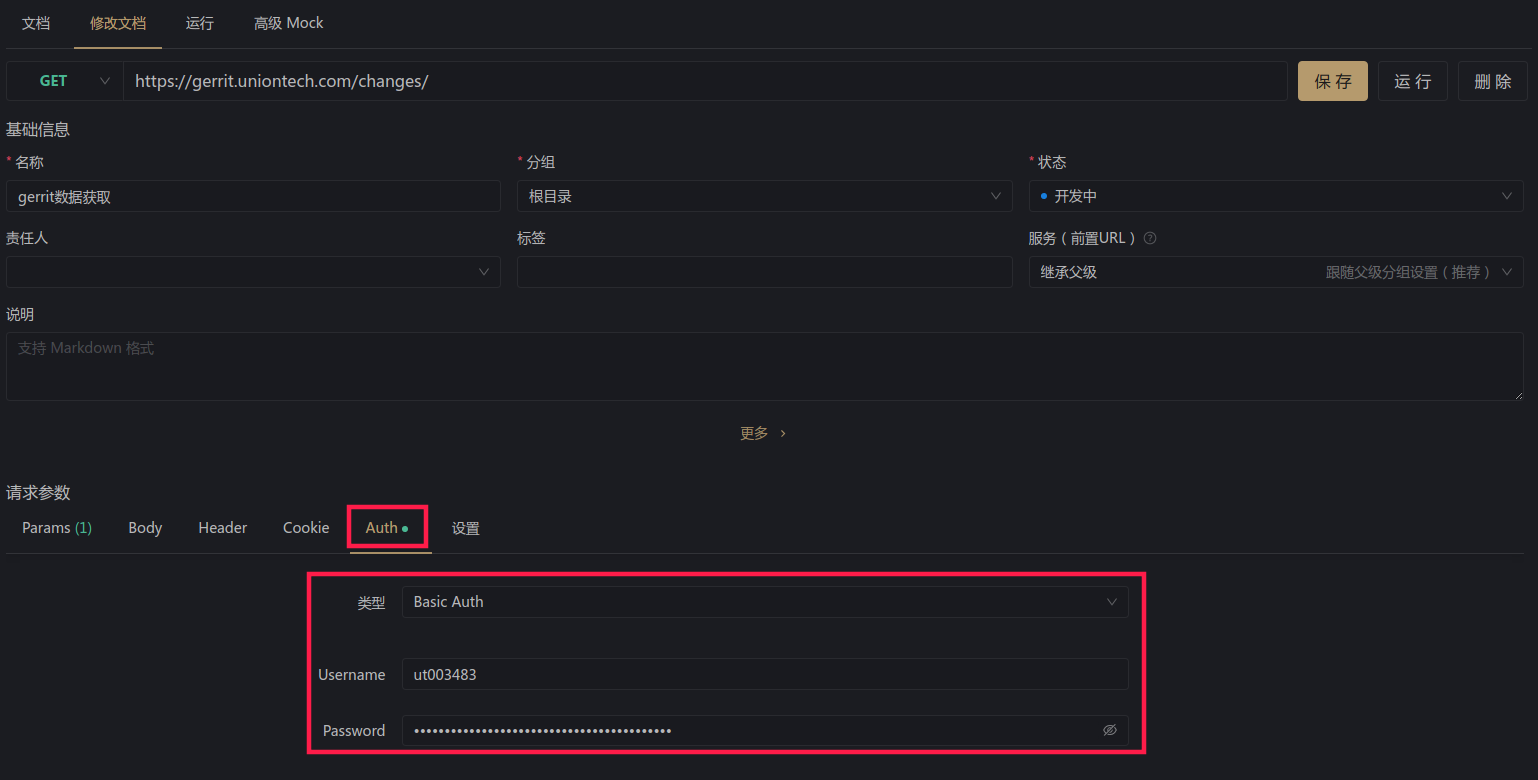 文档 修改文档 运行 高级 Mock
GET https://gerrit.uniontech.com/changes/ 保 存 运 行 删 除
基础信息
* 名称 * 分组 * 状态
gerrit数据获取 根目录 开发中
责任人 标签 服务（前置URL）
继承父级 跟随父级分组设置（推荐）
说明
支持 Markdown 格式
更多
请求参数
Params (1) Body Header Cookie Auth 设置
类型 Basic Auth
Username ut003483
Password ••••••••••••••••••••••••••••••••••••••••••